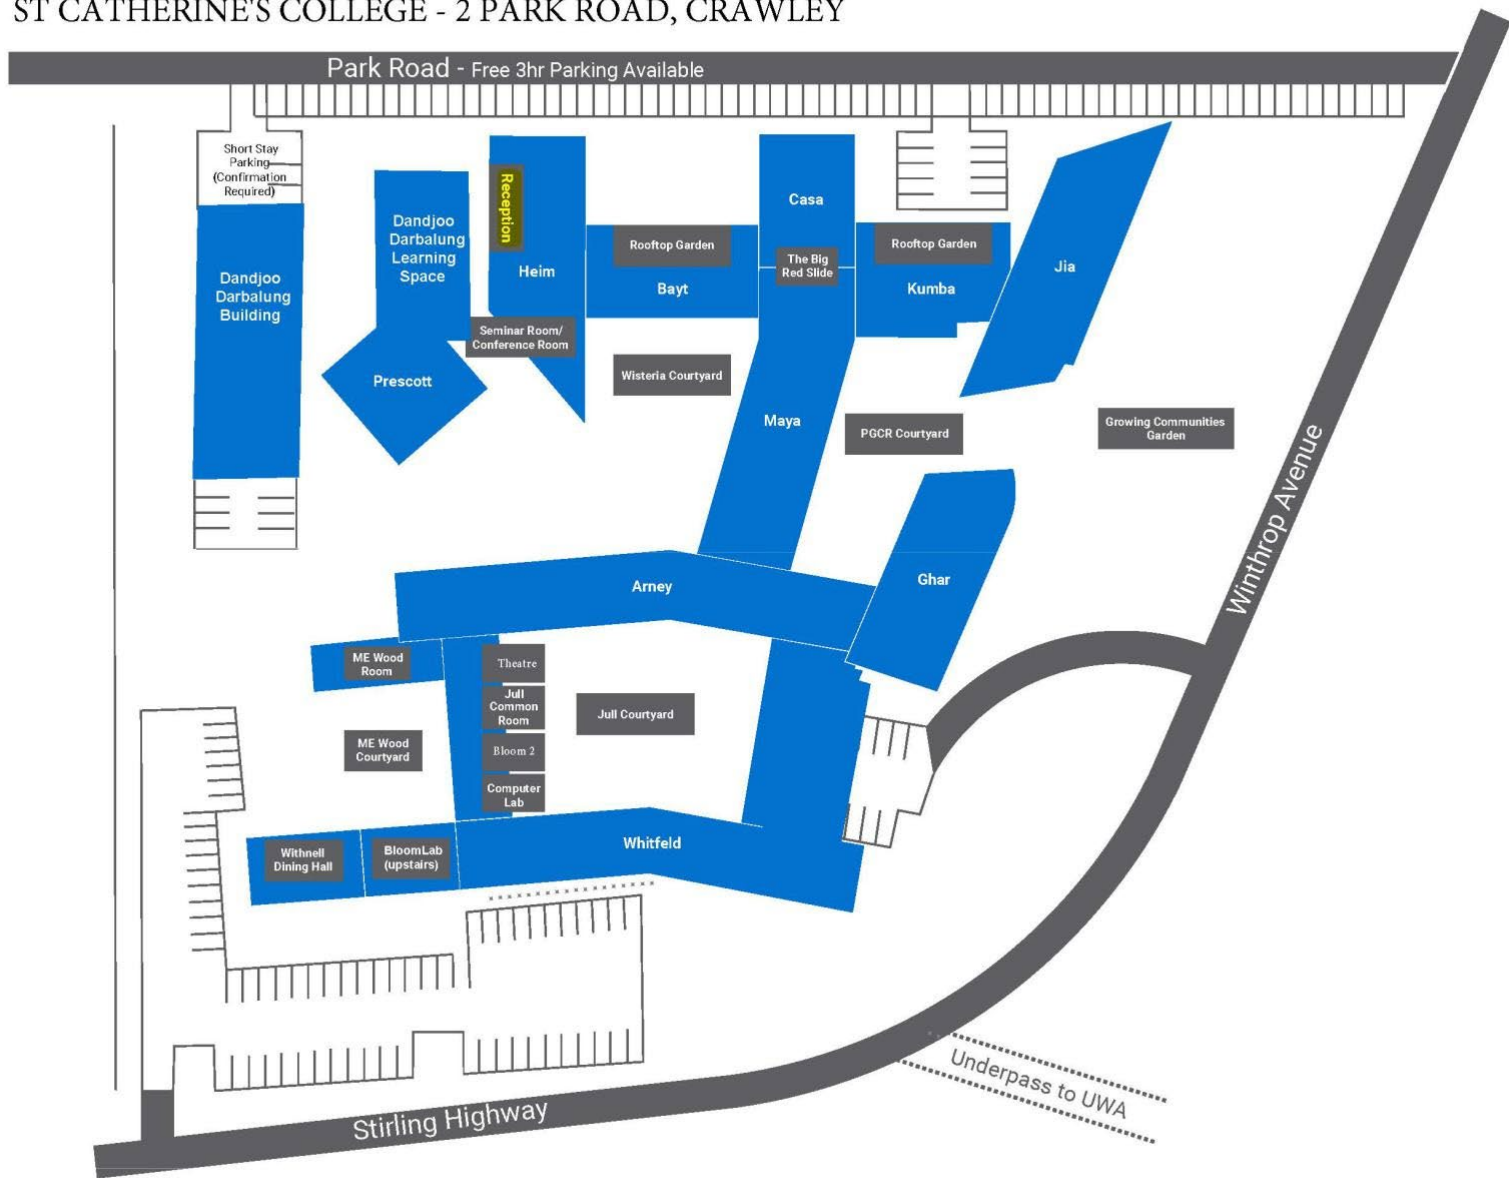 ST CATHERINE'S COLLEGE - 2 PARK ROAD, CRAWLEY
Park Road - Free 3hr Parking Available
Short Stay
Parking
(Confirmation
Required)
Dandjoo
Darbalung
Building
Dandjoo
Darbalung
Learning
Space
Reception
Heim
Rooftop Garden
Bayt
Casa
The Big
Red Slide
Rooftop Garden
Kumba
Jia
Seminar Room/
Conference Room
Prescott
Wisteria Courtyard
Maya
PGCR Courtyard
Growing Communities
Garden
Winthrop Avenue
Arney
Ghar
ME Wood
Room
Theatre
Jull
Common
Room
Jull Courtyard
ME Wood
Courtyard
Bloom 2
Computer
Lab
Withnell
Dining Hall
BloomLab
(upstairs)
Whitfeld
Underpass to UWA
Stirling Highway